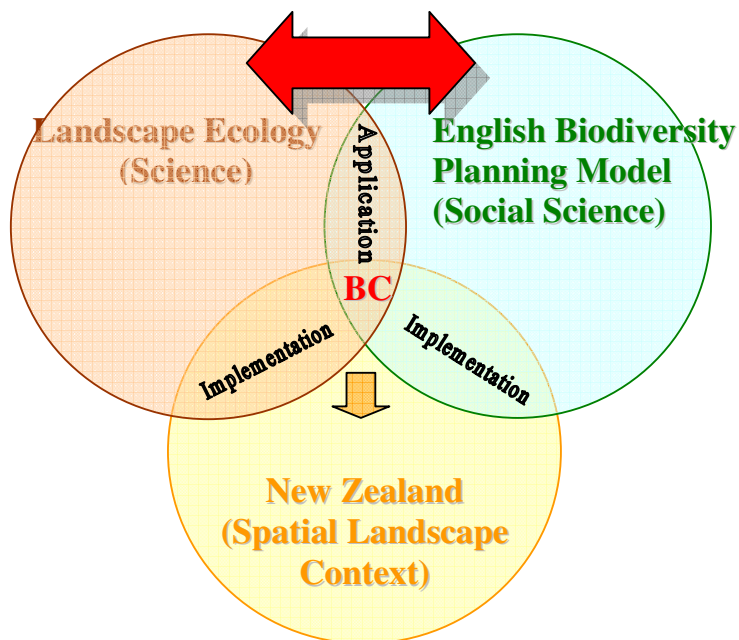 Landscape Ecology
(Science)
English Biodiversity
Planning Model
(Social Science)
Application
BC
Implementation
Implementation
New Zealand
(Spatial Landscape
Context)